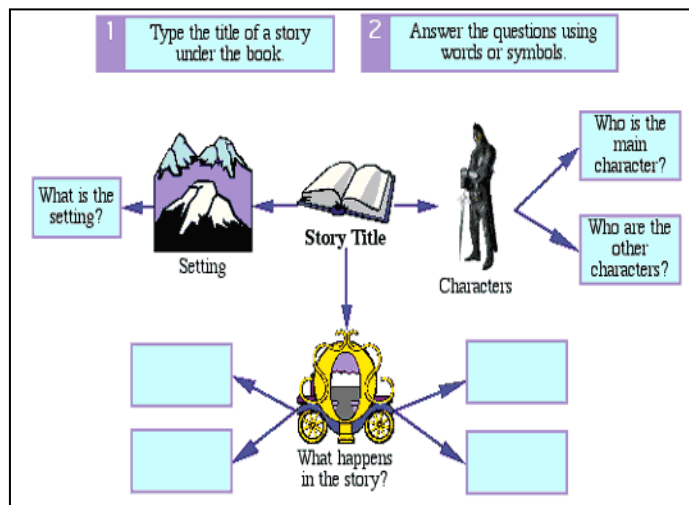 1
Type the title of a story
under the book.
2
Answer the questions using
words or symbols.
What is the
setting?
Setting
Story Title
Characters
Who is the
main
character?
Who are the
other
characters?
What happens
in the story?